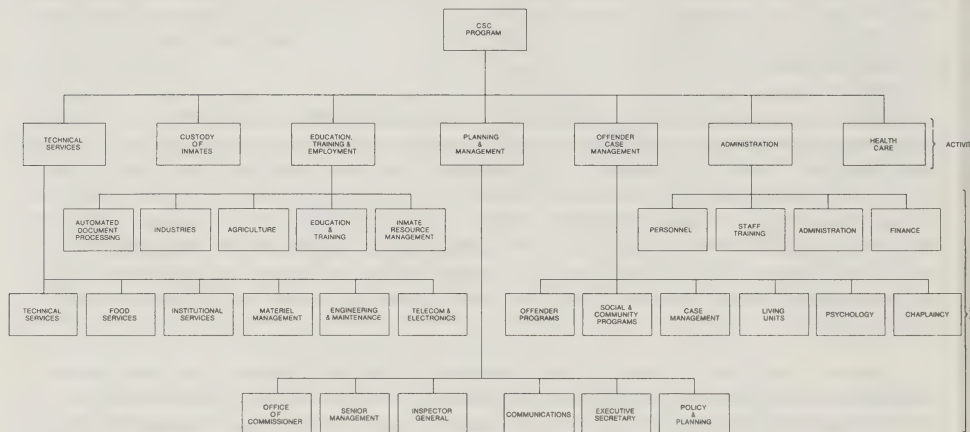 CSC
PROGRAM
TECHNICAL
SERVICES
CUSTODY
OF
INMATES
EDUCATION,
TRAINING &
EMPLOYMENT
PLANNING
&
MANAGEMENT
OFFENDER
CASE
MANAGEMENT
ADMINISTRATION
HEALTH
CARE
ACTIVIT
AUTOMATED
DOCUMENT
PROCESSING
INDUSTRIES
AGRICULTURE
EDUCATION
&
TRAINING
INMATE
RESOURCE
MANAGEMENT
PERSONNEL
STAFF
TRAINING
ADMINISTRATION
FINANCE
TECHNICAL
SERVICES
FOOD
SERVICES
INSTITUTIONAL
SERVICES
MATERIEL
MANAGEMENT
ENGINEERING
& MAINTENANCE
TELECOM &
ELECTRONICS
OFFENDER
PROGRAMS
SOCIAL &
COMMUNITY
PROGRAMS
CASE
MANAGEMENT
LIVING
UNITS
PSYCHOLOGY
CHAPLAINCY
OFFICE
OF
COMMISSIONER
SENIOR
MANAGEMENT
INSPECTOR
GENERAL
COMMUNICATIONS
EXECUTIVE
SECRETARY
POLICY
&
PLANNING